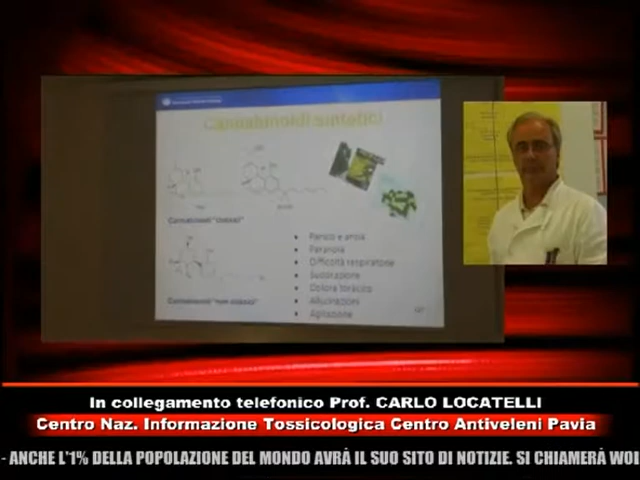 Cannabinoidi sintetici
Cannabinoidi "classici"
Panico e ansia
Paranoia
Difficoltà respiratorie
Sudorazione
Dolore toracico
Allucinazioni
Agitazione
Cannabinoidi "non classici"
In collegamento telefonico Prof. CARLO LOCATELLI
Centro Naz. Informazione Tossicologica Centro Antiveleni Pavia
- ANCHE L'1% DELLA POPOLAZIONE DEL MONDO AVRÀ IL SUO SITO DI NOTIZIE. SI CHIAMERÀ WOL